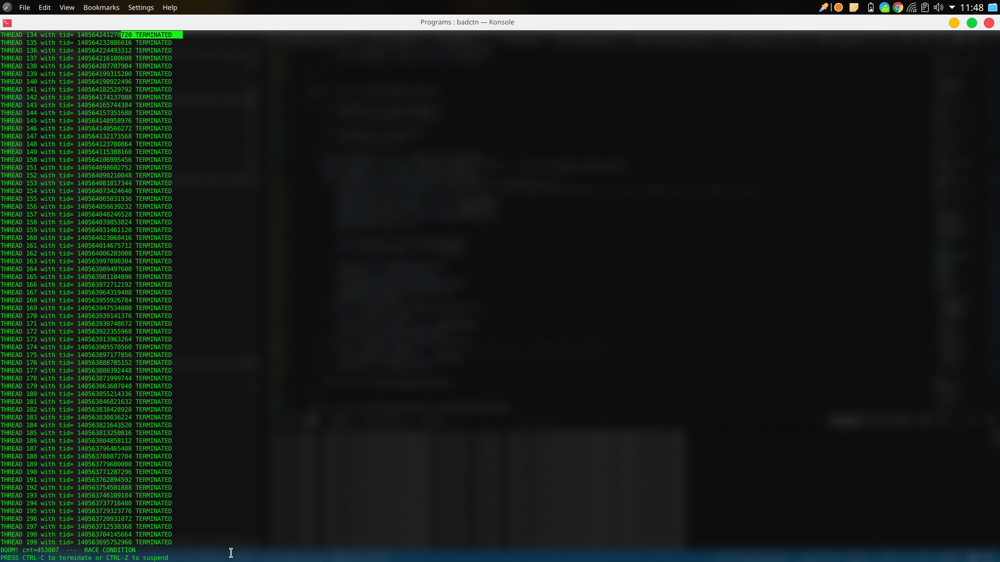 File Edit View Bookmarks Settings Help
261
11:48
Programs : badctn — Konsole
THREAD 134 with tid= 140564241278720 TERMINATED
THREAD 135 with tid= 140564232886016 TERMINATED
THREAD 136 with tid= 140564224493312 TERMINATED
THREAD 137 with tid= 140564216100608 TERMINATED
THREAD 138 with tid= 140564207707904 TERMINATED
THREAD 139 with tid= 140564199315200 TERMINATED
THREAD 140 with tid= 140564190922496 TERMINATED
THREAD 141 with tid= 140564182529792 TERMINATED
THREAD 142 with tid= 140564174137088 TERMINATED
THREAD 143 with tid= 140564165744384 TERMINATED
THREAD 144 with tid= 140564157351680 TERMINATED
THREAD 145 with tid= 140564148958976 TERMINATED
THREAD 146 with tid= 140564140566272 TERMINATED
THREAD 147 with tid= 140564132173568 TERMINATED
THREAD 148 with tid= 140564123780864 TERMINATED
THREAD 149 with tid= 140564115388160 TERMINATED
THREAD 150 with tid= 140564106995456 TERMINATED
THREAD 151 with tid= 140564098602752 TERMINATED
THREAD 152 with tid= 140564090210048 TERMINATED
THREAD 153 with tid= 140564081817344 TERMINATED
THREAD 154 with tid= 140564073424640 TERMINATED
THREAD 155 with tid= 140564065031936 TERMINATED
THREAD 156 with tid= 140564056639232 TERMINATED
THREAD 157 with tid= 140564048246528 TERMINATED
THREAD 158 with tid= 140564039853824 TERMINATED
THREAD 159 with tid= 140564031461120 TERMINATED
THREAD 160 with tid= 140564023068416 TERMINATED
THREAD 161 with tid= 140564014675712 TERMINATED
THREAD 162 with tid= 140564006283008 TERMINATED
THREAD 163 with tid= 140563997890304 TERMINATED
THREAD 164 with tid= 140563989497600 TERMINATED
THREAD 165 with tid= 140563981104896 TERMINATED
THREAD 166 with tid= 140563972712192 TERMINATED
THREAD 167 with tid= 140563964319488 TERMINATED
THREAD 168 with tid= 140563955926784 TERMINATED
THREAD 169 with tid= 140563947534080 TERMINATED
THREAD 170 with tid= 140563939141376 TERMINATED
THREAD 171 with tid= 140563930748672 TERMINATED
THREAD 172 with tid= 140563922355968 TERMINATED
THREAD 173 with tid= 140563913963264 TERMINATED
THREAD 174 with tid= 140563905570560 TERMINATED
THREAD 175 with tid= 140563897177856 TERMINATED
THREAD 176 with tid= 140563888785152 TERMINATED
THREAD 177 with tid= 140563880392448 TERMINATED
THREAD 178 with tid= 140563871999744 TERMINATED
THREAD 179 with tid= 140563863607040 TERMINATED
THREAD 180 with tid= 140563855214336 TERMINATED
THREAD 181 with tid= 140563846821632 TERMINATED
THREAD 182 with tid= 140563838428928 TERMINATED
THREAD 183 with tid= 140563830036224 TERMINATED
THREAD 184 with tid= 140563821643520 TERMINATED
THREAD 185 with tid= 140563813250816 TERMINATED
THREAD 186 with tid= 140563804858112 TERMINATED
THREAD 187 with tid= 140563796465408 TERMINATED
THREAD 188 with tid= 140563788072704 TERMINATED
THREAD 189 with tid= 140563779680000 TERMINATED
THREAD 190 with tid= 140563771287296 TERMINATED
THREAD 191 with tid= 140563762894592 TERMINATED
THREAD 192 with tid= 140563754501888 TERMINATED
THREAD 193 with tid= 140563746109184 TERMINATED
THREAD 194 with tid= 140563737716480 TERMINATED
THREAD 195 with tid= 140563729323776 TERMINATED
THREAD 196 with tid= 140563720931072 TERMINATED
THREAD 197 with tid= 140563712538368 TERMINATED
THREAD 198 with tid= 140563704145664 TERMINATED
THREAD 199 with tid= 140563695752960 TERMINATED
BOOM! cnt=453007 --- RACE CONDITION
PRESS CTRL-C to terminate or CTRL-Z to suspend